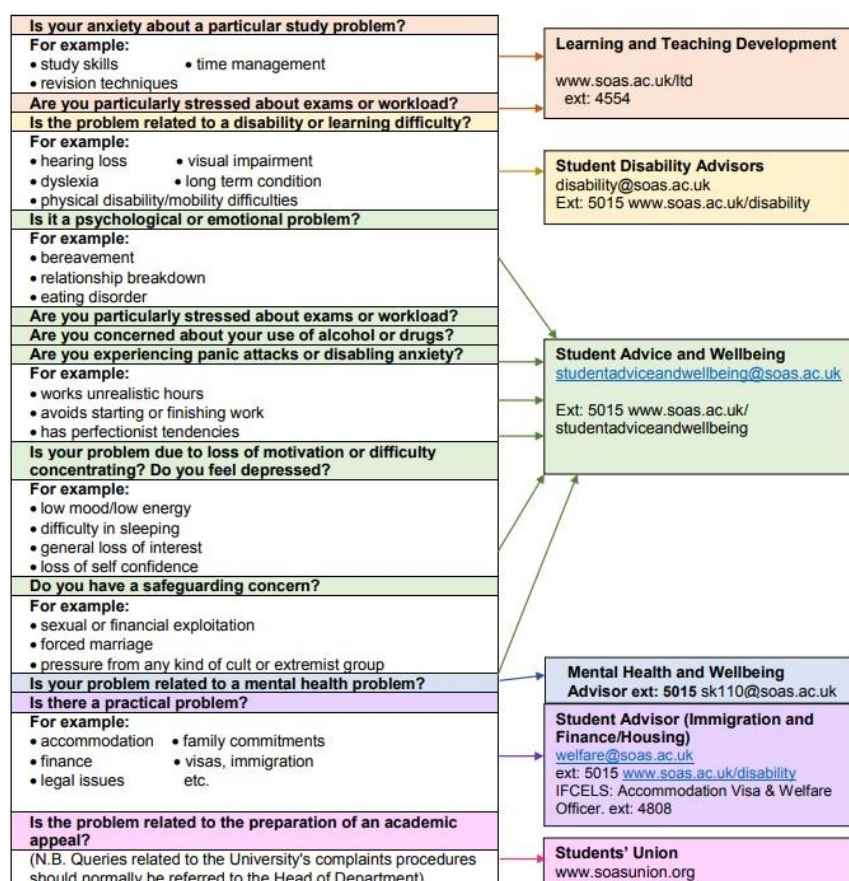 Is your anxiety about a particular study problem?
For example:
• study skills • time management
• revision techniques
Are you particularly stressed about exams or workload?
Is the problem related to a disability or learning difficulty?
For example:
• hearing loss • visual impairment
• dyslexia • long term condition
• physical disability/mobility difficulties
Is it a psychological or emotional problem?
For example:
• bereavement
• relationship breakdown
• eating disorder
Are you particularly stressed about exams or workload?
Are you concerned about your use of alcohol or drugs?
Are you experiencing panic attacks or disabling anxiety?
For example:
• works unrealistic hours
• avoids starting or finishing work
• has perfectionist tendencies
Is your problem due to loss of motivation or difficulty
concentrating? Do you feel depressed?
For example:
• low mood/low energy
• difficulty in sleeping
• general loss of interest
• loss of self confidence
Do you have a safeguarding concern?
For example:
• sexual or financial exploitation
• forced marriage
• pressure from any kind of cult or extremist group
Is your problem related to a mental health problem?
Is there a practical problem?
For example:
• accommodation • family commitments
• finance • visas, immigration
• legal issues etc.
Is the problem related to the preparation of an academic
appeal?
(N.B. Queries related to the University's complaints procedures
should normally be referred to the Head of Department)
Learning and Teaching Development
www.soas.ac.uk/ltd
ext: 4554
Student Disability Advisors
disability@soas.ac.uk
Ext: 5015 www.soas.ac.uk/disability
Student Advice and Wellbeing
studentadviceandwellbeing@soas.ac.uk
Ext: 5015 www.soas.ac.uk/
studentadviceandwellbeing
Mental Health and Wellbeing
Advisor ext: 5015 sk110@soas.ac.uk
Student Advisor (Immigration and
Finance/Housing)
welfare@soas.ac.uk
ext: 5015 www.soas.ac.uk/disability
IFCELS: Accommodation Visa & Welfare
Officer. ext: 4808
Students' Union
www.soasunion.org